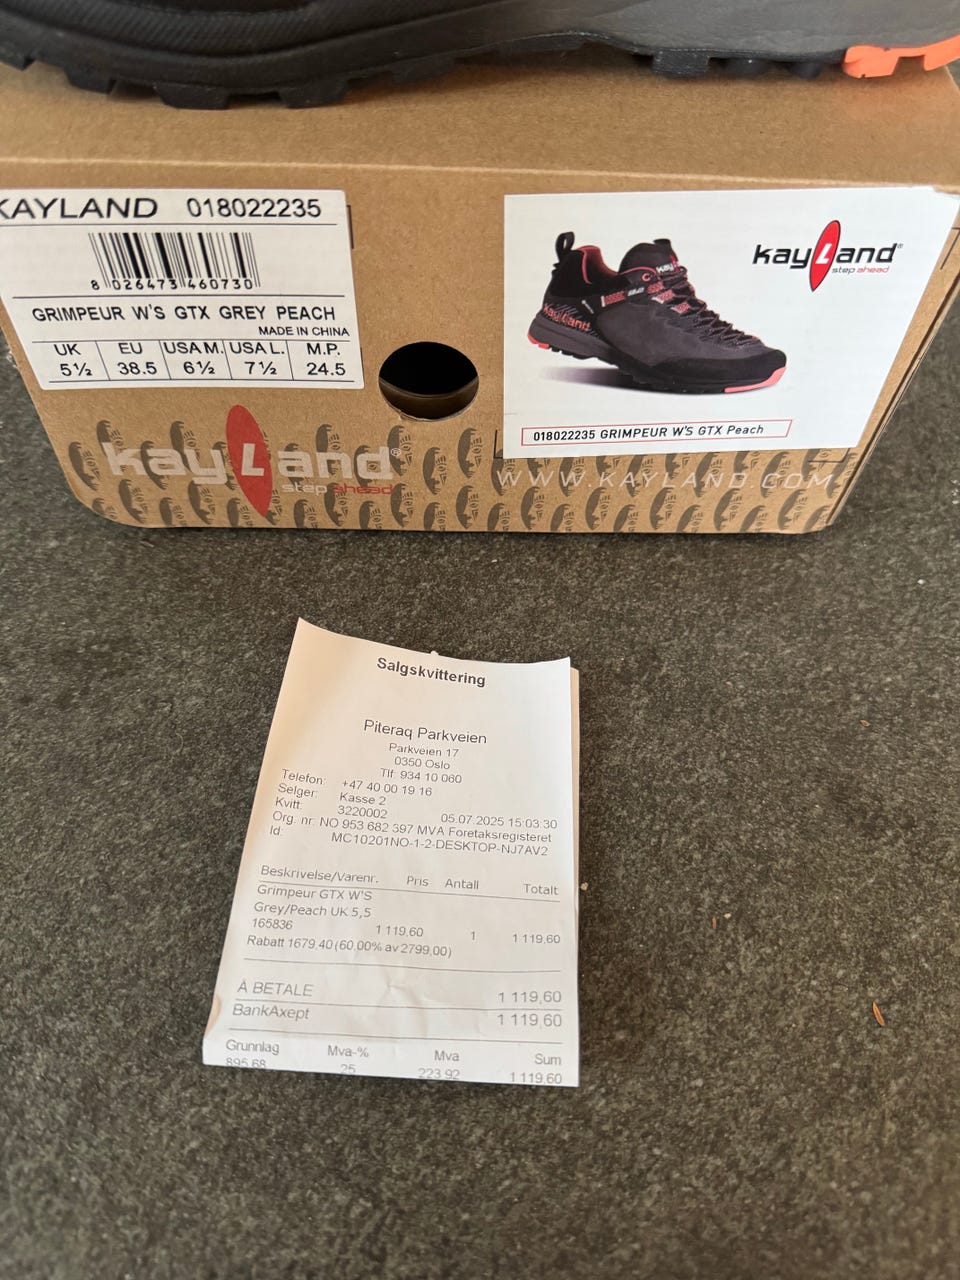 KAYLAND 018022235
8 026473 460730
GRIMPEUR W'S GTX GREY PEACH
MADE IN CHINA
UK EU USA M. USA L. M.P.
5½ 38.5 6½ 7½ 24.5
kayLand®
step ahead
kayLand
kayLand®
step ahead
018022235 GRIMPEUR W'S GTX Peach
WWW.KAYLAND.COM
Salgskvittering
Piteraq Parkveien
Parkveien 17
0350 Oslo
Tlf: 934 10 060
Telefon: +47 40 00 19 16
Selger: Kasse 2
Kvitt: 3220002 05.07.2025 15:03:30
Org. nr: NO 953 682 397 MVA Foretaksregisteret
Id: MC10201NO-1-2-DESKTOP-NJ7AV2
Beskrivelse/Varenr. Pris Antall Totalt
Grimpeur GTX W'S
Grey/Peach UK 5,5
165836 1 119.60 1 1 119.60
Rabatt 1679.40 (60.00% av 2799,00)
Å BETALE 1 119,60
BankAxept 1 119,60
Grunnlag Mva-% Mva Sum
895.68 25 223.92 1 119.60